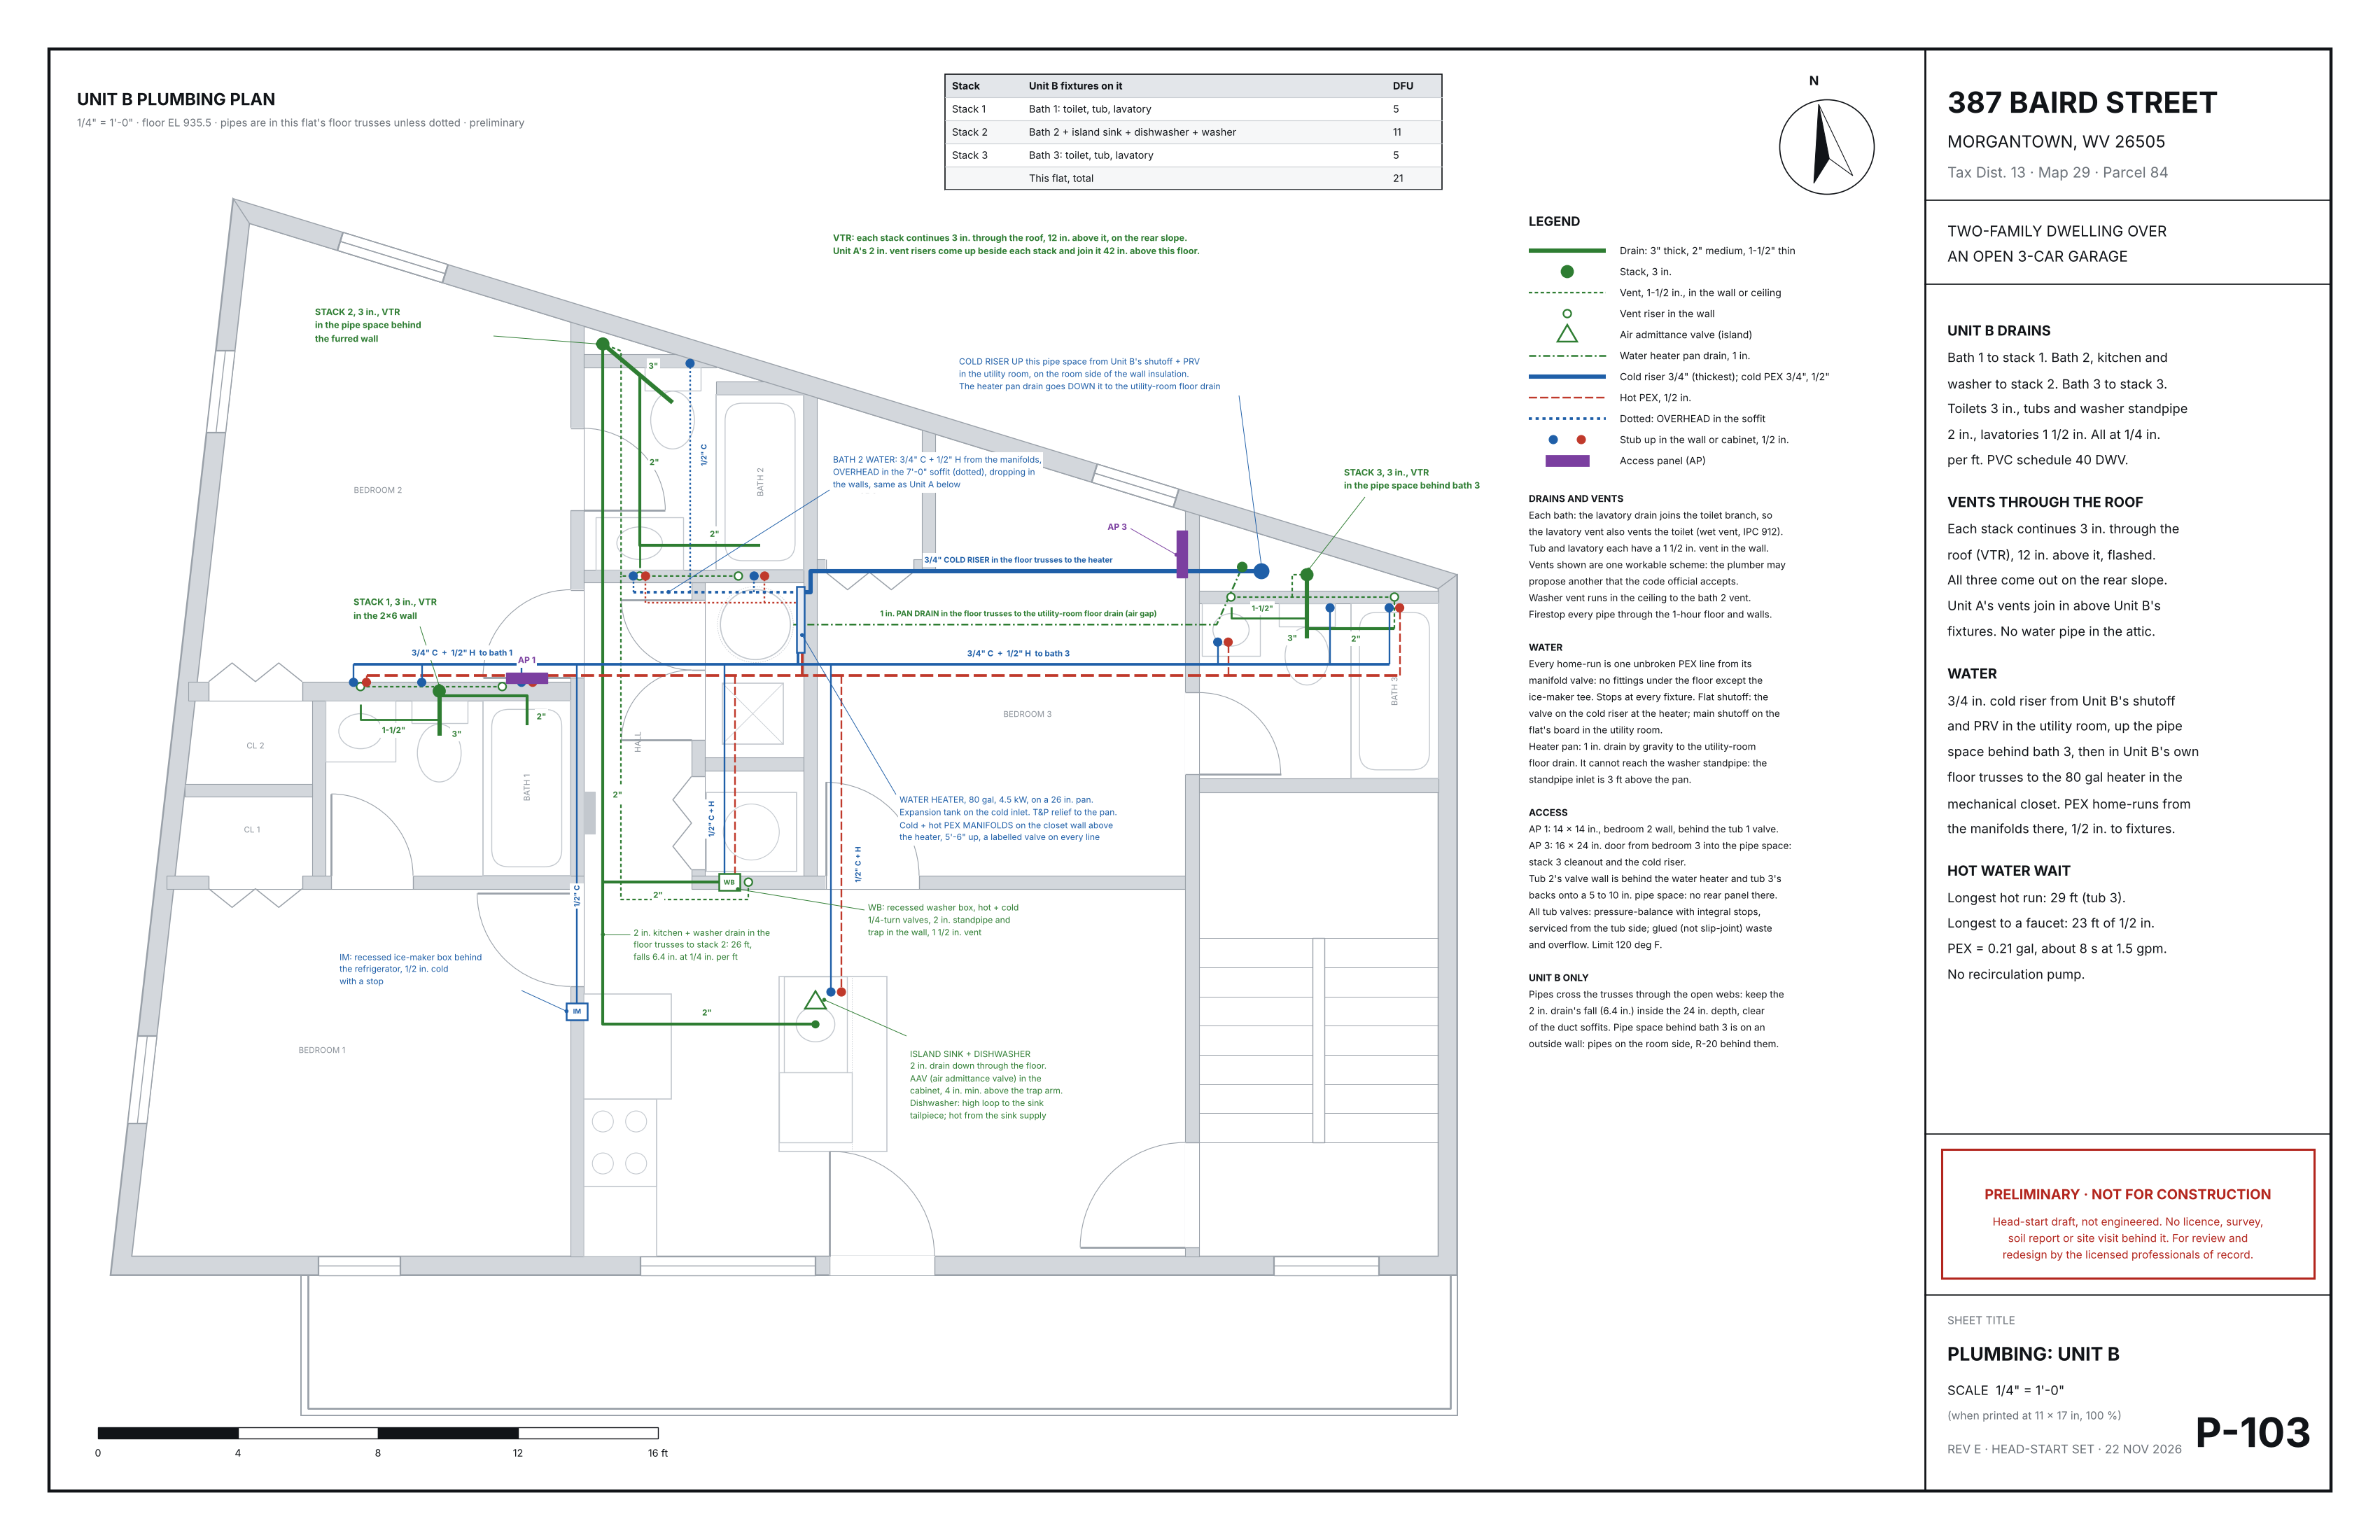 UNIT B PLUMBING PLAN
1/4" = 1'-0" · floor EL 935.5 · pipes are in this flat's floor trusses unless dotted · preliminary
Stack Unit B fixtures on it DFU
Stack 1 Bath 1: toilet, tub, lavatory 5
Stack 2 Bath 2 + island sink + dishwasher + washer 11
Stack 3 Bath 3: toilet, tub, lavatory 5
This flat, total 21
N
VTR: each stack continues 3 in. through the roof, 12 in. above it, on the rear slope.
Unit A's 2 in. vent risers come up beside each stack and join it 42 in. above this floor.
STACK 2, 3 in., VTR
in the pipe space behind
the furred wall
3"
COLD RISER UP this pipe space from Unit B's shutoff + PRV
in the utility room, on the room side of the wall insulation.
The heater pan drain goes DOWN it to the utility-room floor drain
BEDROOM 2
2"
1/2" C
BATH 2
BATH 2 WATER: 3/4" C + 1/2" H from the manifolds,
OVERHEAD in the 7'-0" soffit (dotted), dropping in
the walls, same as Unit A below
STACK 3, 3 in., VTR
in the pipe space behind bath 3
2"
AP 3
3/4" COLD RISER in the floor trusses to the heater
STACK 1, 3 in., VTR
in the 2×6 wall
1 in. PAN DRAIN in the floor trusses to the utility-room floor drain (air gap)
1-1/2"
3"
2"
3/4" C + 1/2" H to bath 1
AP 1
3/4" C + 1/2" H to bath 3
BATH 3
BEDROOM 3
2"
1-1/2"
3"
CL 2
HALL
BATH 1
2"
CL 1
1/2" C + H
WATER HEATER, 80 gal, 4.5 kW, on a 26 in. pan.
Expansion tank on the cold inlet. T&P relief to the pan.
Cold + hot PEX MANIFOLDS on the closet wall above
the heater, 5'-6" up, a labelled valve on every line
1/2" C + H
1/2" C
WB
2"
WB: recessed washer box, hot + cold
1/4-turn valves, 2 in. standpipe and
trap in the wall, 1 1/2 in. vent
2 in. kitchen + washer drain in the
floor trusses to stack 2: 26 ft,
falls 6.4 in. at 1/4 in. per ft
IM: recessed ice-maker box behind
the refrigerator, 1/2 in. cold
with a stop
IM
2"
BEDROOM 1
ISLAND SINK + DISHWASHER
2 in. drain down through the floor.
AAV (air admittance valve) in the
cabinet, 4 in. min. above the trap arm.
Dishwasher: high loop to the sink
tailpiece; hot from the sink supply
0 4 8 12 16 ft
LEGEND
Drain: 3" thick, 2" medium, 1-1/2" thin
Stack, 3 in.
Vent, 1-1/2 in., in the wall or ceiling
Vent riser in the wall
Air admittance valve (island)
Water heater pan drain, 1 in.
Cold riser 3/4" (thickest); cold PEX 3/4", 1/2"
Hot PEX, 1/2 in.
Dotted: OVERHEAD in the soffit
Stub up in the wall or cabinet, 1/2 in.
Access panel (AP)
DRAINS AND VENTS
Each bath: the lavatory drain joins the toilet branch, so
the lavatory vent also vents the toilet (wet vent, IPC 912).
Tub and lavatory each have a 1 1/2 in. vent in the wall.
Vents shown are one workable scheme: the plumber may
propose another that the code official accepts.
Washer vent runs in the ceiling to the bath 2 vent.
Firestop every pipe through the 1-hour floor and walls.
WATER
Every home-run is one unbroken PEX line from its
manifold valve: no fittings under the floor except the
ice-maker tee. Stops at every fixture. Flat shutoff: the
valve on the cold riser at the heater; main shutoff on the
flat's board in the utility room.
Heater pan: 1 in. drain by gravity to the utility-room
floor drain. It cannot reach the washer standpipe: the
standpipe inlet is 3 ft above the pan.
ACCESS
AP 1: 14 × 14 in., bedroom 2 wall, behind the tub 1 valve.
AP 3: 16 × 24 in. door from bedroom 3 into the pipe space:
stack 3 cleanout and the cold riser.
Tub 2's valve wall is behind the water heater and tub 3's
backs onto a 5 to 10 in. pipe space: no rear panel there.
All tub valves: pressure-balance with integral stops,
serviced from the tub side; glued (not slip-joint) waste
and overflow. Limit 120 deg F.
UNIT B ONLY
Pipes cross the trusses through the open webs: keep the
2 in. drain's fall (6.4 in.) inside the 24 in. depth, clear
of the duct soffits. Pipe space behind bath 3 is on an
outside wall: pipes on the room side, R-20 behind them.
387 BAIRD STREET
MORGANTOWN, WV 26505
Tax Dist. 13 · Map 29 · Parcel 84
TWO-FAMILY DWELLING OVER
AN OPEN 3-CAR GARAGE
UNIT B DRAINS
Bath 1 to stack 1. Bath 2, kitchen and
washer to stack 2. Bath 3 to stack 3.
Toilets 3 in., tubs and washer standpipe
2 in., lavatories 1 1/2 in. All at 1/4 in.
per ft. PVC schedule 40 DWV.
VENTS THROUGH THE ROOF
Each stack continues 3 in. through the
roof (VTR), 12 in. above it, flashed.
All three come out on the rear slope.
Unit A's vents join in above Unit B's
fixtures. No water pipe in the attic.
WATER
3/4 in. cold riser from Unit B's shutoff
and PRV in the utility room, up the pipe
space behind bath 3, then in Unit B's own
floor trusses to the 80 gal heater in the
mechanical closet. PEX home-runs from
the manifolds there, 1/2 in. to fixtures.
HOT WATER WAIT
Longest hot run: 29 ft (tub 3).
Longest to a faucet: 23 ft of 1/2 in.
PEX = 0.21 gal, about 8 s at 1.5 gpm.
No recirculation pump.
PRELIMINARY · NOT FOR CONSTRUCTION
Head-start draft, not engineered. No licence, survey,
soil report or site visit behind it. For review and
redesign by the licensed professionals of record.
SHEET TITLE
PLUMBING: UNIT B
SCALE 1/4" = 1'-0"
(when printed at 11 × 17 in, 100 %)
REV E · HEAD-START SET · 22 NOV 2026
P-103